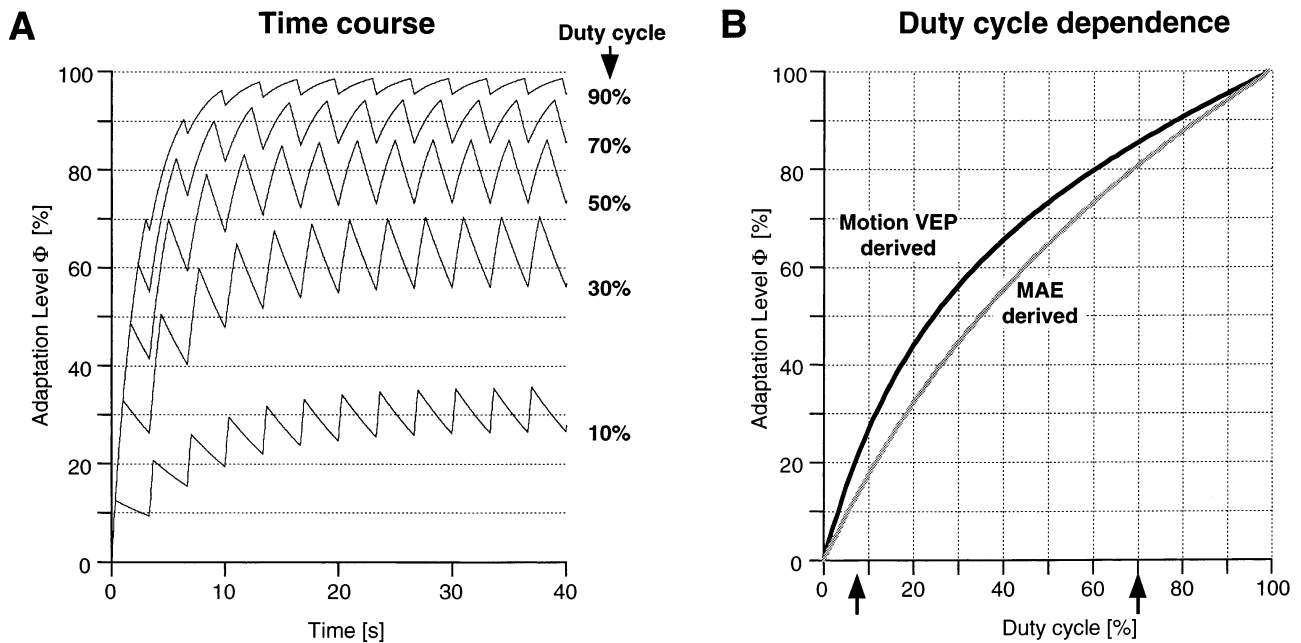 A
Time course
Duty cycle
100
80
60
40
20
0
Adaptation Level Φ [%]
90%
70%
50%
30%
10%
0
10
20
30
40
Time [s]
B
Duty cycle dependence
100
80
60
40
20
0
Adaptation Level Φ [%]
Motion VEP
derived
MAE
derived
0
20
40
60
80
100
Duty cycle [%]